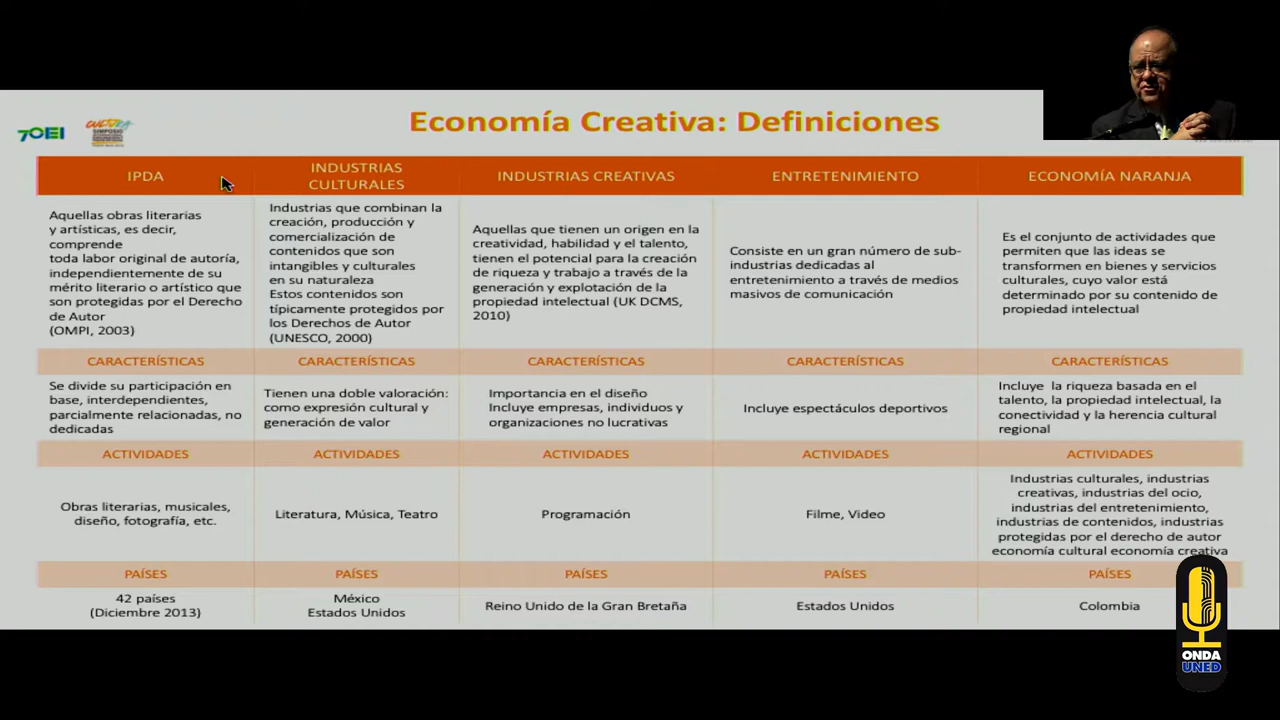 7OEI
CULTURA
SIMPOSIO
Economía Creativa: Definiciones
IPDA
INDUSTRIAS
CULTURALES
INDUSTRIAS CREATIVAS
ENTRETENIMIENTO
ECONOMÍA NARANJA
Aquellas obras literarias
y artísticas, es decir,
comprende
toda labor original de autoría,
independientemente de su
mérito literario o artístico que
son protegidas por el Derecho
de Autor
(OMPI, 2003)
Industrias que combinan la
creación, producción y
comercialización de
contenidos que son
intangibles y culturales
en su naturaleza
Estos contenidos son
típicamente protegidos por
los Derechos de Autor
(UNESCO, 2000)
Aquellas que tienen un origen en la
creatividad, habilidad y el talento,
tienen el potencial para la creación
de riqueza y trabajo a través de la
generación y explotación de la
propiedad intelectual (UK DCMS,
2010)
Consiste en un gran número de sub-
industrias dedicadas al
entretenimiento a través de medios
masivos de comunicación
Es el conjunto de actividades que
permiten que las ideas se
transformen en bienes y servicios
culturales, cuyo valor está
determinado por su contenido de
propiedad intelectual
CARACTERÍSTICAS
CARACTERÍSTICAS
CARACTERÍSTICAS
CARACTERÍSTICAS
CARACTERÍSTICAS
Se divide su participación en
base, interdependientes,
parcialmente relacionadas, no
dedicadas
Tienen una doble valoración:
como expresión cultural y
generación de valor
Importancia en el diseño
Incluye empresas, individuos y
organizaciones no lucrativas
Incluye espectáculos deportivos
Incluye la riqueza basada en el
talento, la propiedad intelectual, la
conectividad y la herencia cultural
regional
ACTIVIDADES
ACTIVIDADES
ACTIVIDADES
ACTIVIDADES
ACTIVIDADES
Obras literarias, musicales,
diseño, fotografía, etc.
Literatura, Música, Teatro
Programación
Filme, Video
Industrias culturales, industrias
creativas, industrias del ocio,
industrias del entretenimiento,
industrias de contenidos, industrias
protegidas por el derecho de autor
economía cultural economía creativa
PAÍSES
PAÍSES
PAÍSES
PAÍSES
PAÍSES
42 países
(Diciembre 2013)
México
Estados Unidos
Reino Unido de la Gran Bretaña
Estados Unidos
Colombia
ONDA
UNED